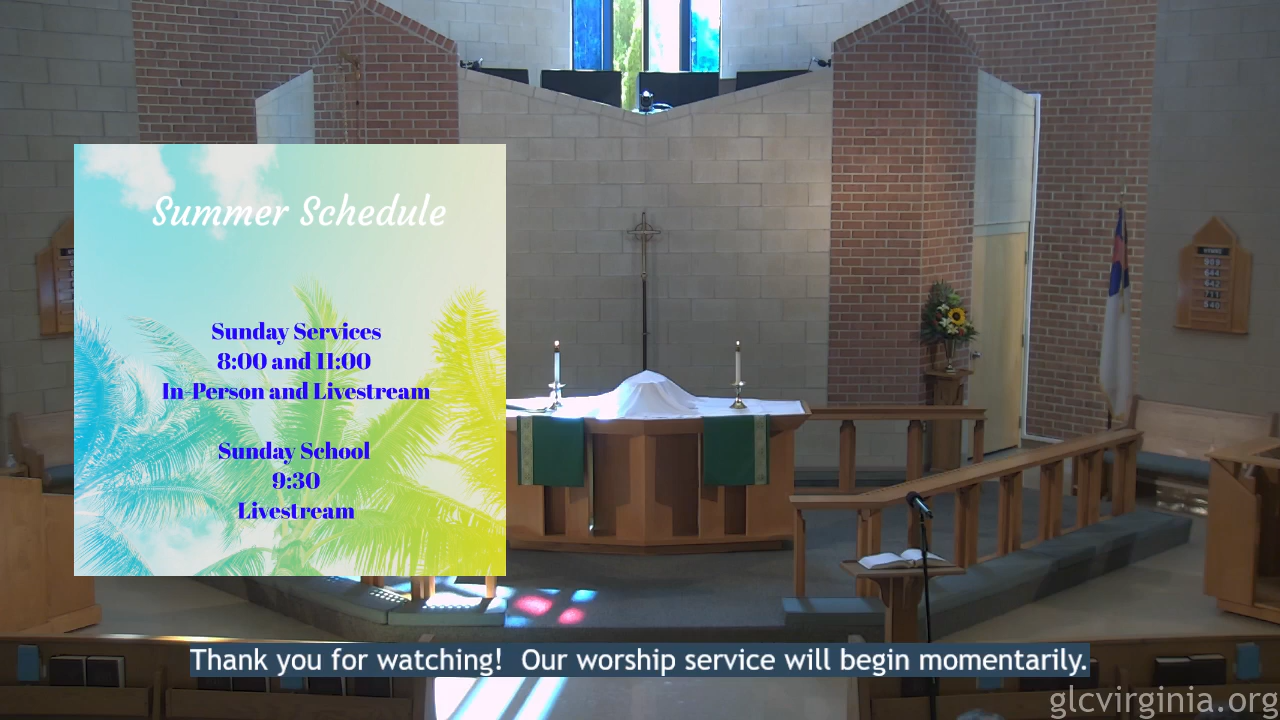 Summer Schedule
Sunday Services
8:00 and 11:00
In-Person and Livestream
Sunday School
9:30
Livestream
Thank you for watching!  Our worship service will begin momentarily.
glcvirginia.org